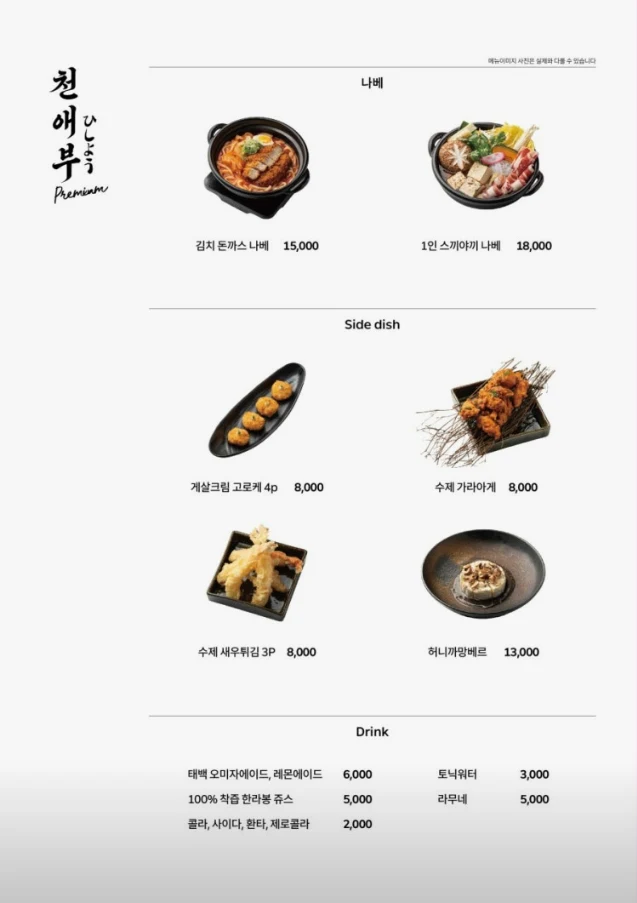 메뉴이미지 사진은 실제와 다를 수 있습니다
천애부
ひしょう
Premium
나베
김치 돈까스 나베 15,000
1인 스끼야끼 나베 18,000
Side dish
게살크림 고로케 4p 8,000
수제 가라아게 8,000
수제 새우튀김 3P 8,000
허니까망베르 13,000
Drink
태백 오미자에이드, 레몬에이드 6,000
토닉워터 3,000
100% 착즙 한라봉 쥬스 5,000
라무네 5,000
콜라, 사이다, 환타, 제로콜라 2,000